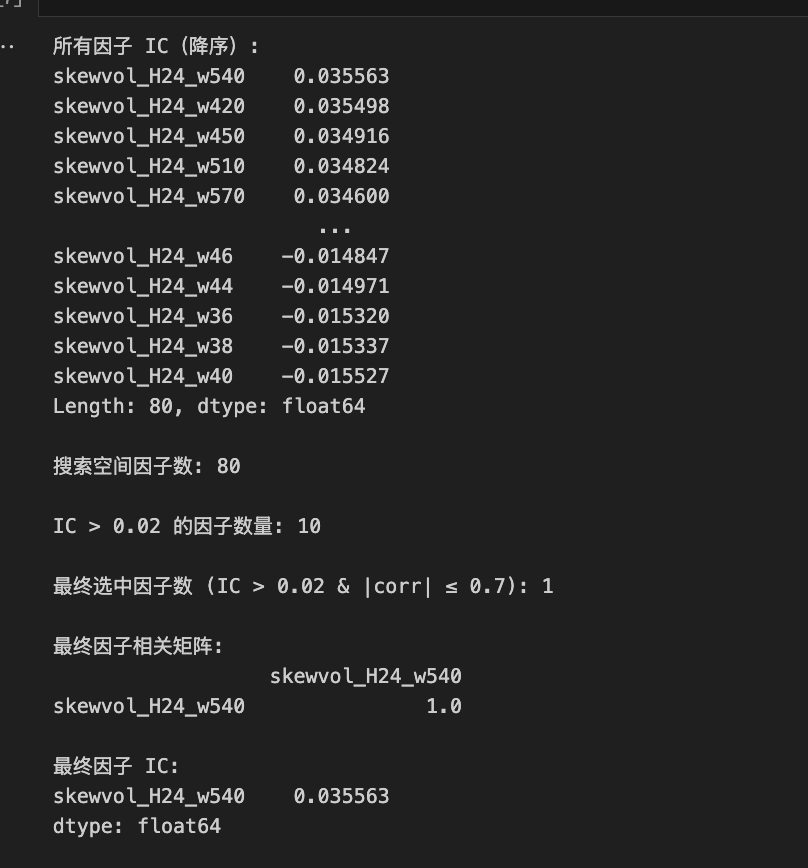 所有因子 IC（降序）:
skewvol_H24_w540    0.035563
skewvol_H24_w420    0.035498
skewvol_H24_w450    0.034916
skewvol_H24_w510    0.034824
skewvol_H24_w570    0.034600
...
skewvol_H24_w46    -0.014847
skewvol_H24_w44    -0.014971
skewvol_H24_w36    -0.015320
skewvol_H24_w38    -0.015337
skewvol_H24_w40    -0.015527
Length: 80, dtype: float64
搜索空间因子数: 80
IC > 0.02 的因子数量: 10
最终选中因子数 (IC > 0.02 & |corr| ≤ 0.7): 1
最终因子相关矩阵:
skewvol_H24_w540
skewvol_H24_w540    1.0
最终因子 IC:
skewvol_H24_w540    0.035563
dtype: float64